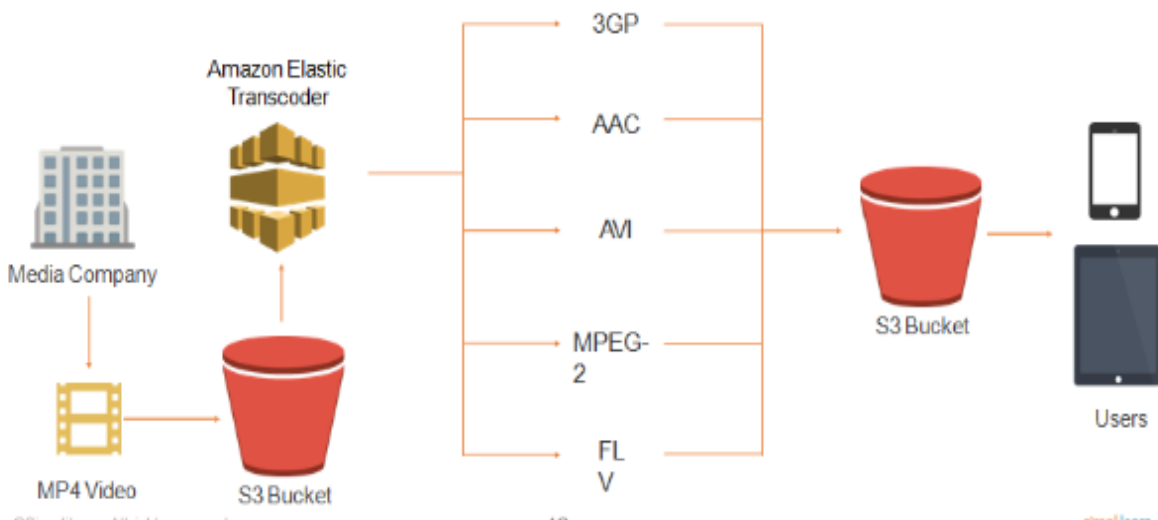 3GP
Amazon Elastic
Transcoder
AAC
AVI
Media Company
S3 Bucket
MPEG-
2
Users
FL
V
MP4 Video
S3 Bucket